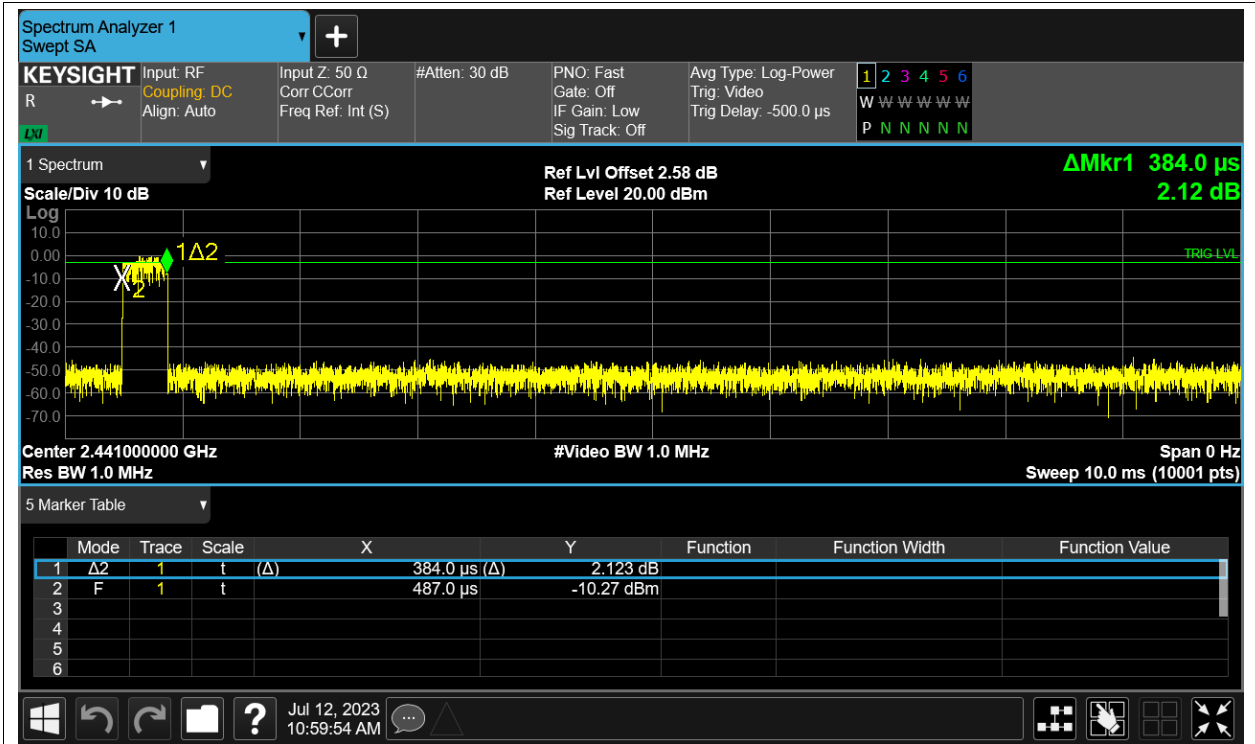 Spectrum Analyzer 1
Swept SA
KEYSIGHT
R
LXI
Input: RF
Coupling: DC
Align: Auto
Input Z: 50 Ω
Corr CCorr
Freq Ref: Int (S)
#Atten: 30 dB
PNO: Fast
Gate: Off
IF Gain: Low
Sig Track: Off
Avg Type: Log-Power
Trig: Video
Trig Delay: -500.0 µs
1 2 3 4 5 6
W W W W W W
P N N N N N
1 Spectrum
Scale/Div 10 dB
Ref Lvl Offset 2.58 dB
Ref Level 20.00 dBm
ΔMkr1 384.0 µs
2.12 dB
Log
10.0
0.00
-10.0
-20.0
-30.0
-40.0
-50.0
-60.0
-70.0
1Δ2
X2
TRIG LVL
Center 2.441000000 GHz
#Video BW 1.0 MHz
Span 0 Hz
Res BW 1.0 MHz
Sweep 10.0 ms (10001 pts)
5 Marker Table
Mode Trace Scale X Y Function Function Width Function Value
1 Δ2 1 t (Δ) 384.0 µs (Δ) 2.123 dB
2 F 1 t 487.0 µs -10.27 dBm
3
4
5
6
?
Jul 12, 2023
10:59:54 AM